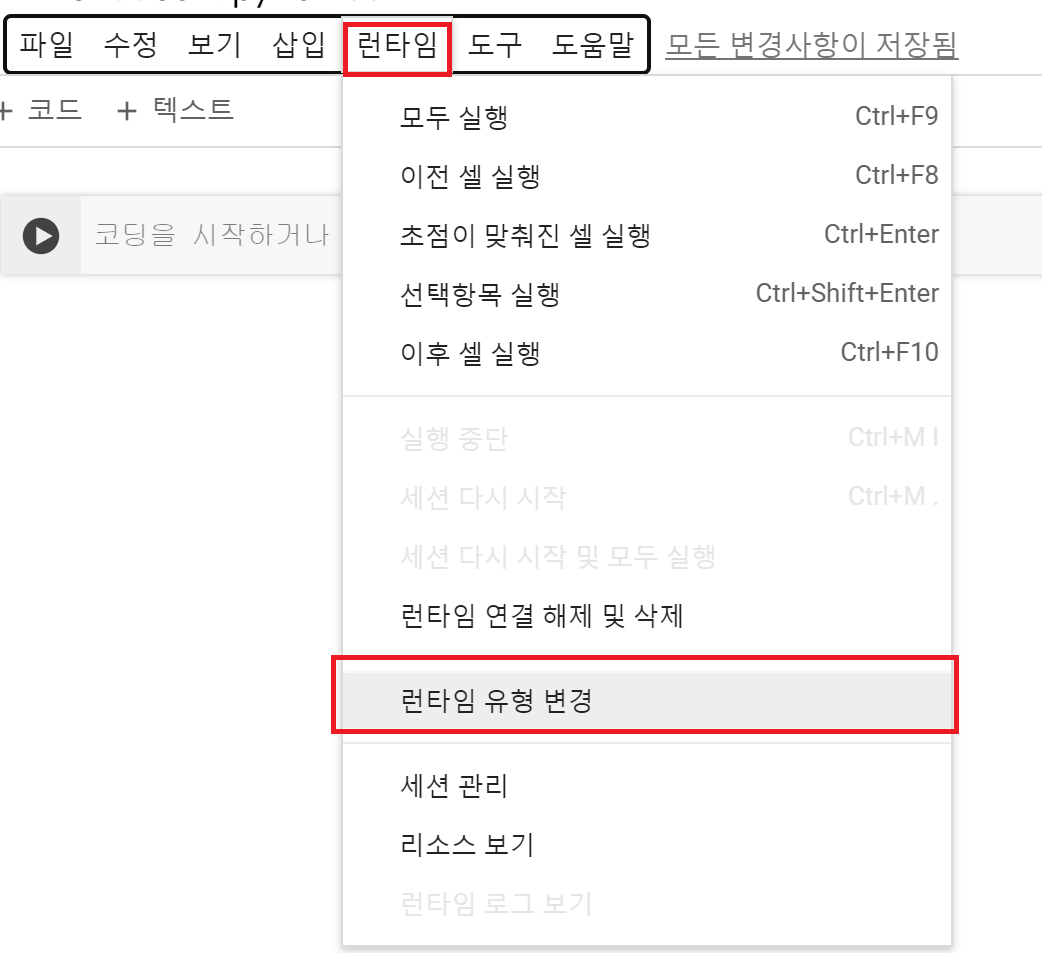 파일 수정 보기 삽입 런타임 도구 도움말 모든 변경사항이 저장됨
+ 코드 + 텍스트
코딩을 시작하거나
모두 실행 Ctrl+F9
이전 셀 실행 Ctrl+F8
초점이 맞춰진 셀 실행 Ctrl+Enter
선택항목 실행 Ctrl+Shift+Enter
이후 셀 실행 Ctrl+F10
실행 중단 Ctrl+M I
세션 다시 시작 Ctrl+M .
세션 다시 시작 및 모두 실행
런타임 연결 해제 및 삭제
런타임 유형 변경
세션 관리
리소스 보기
런타임 로그 보기